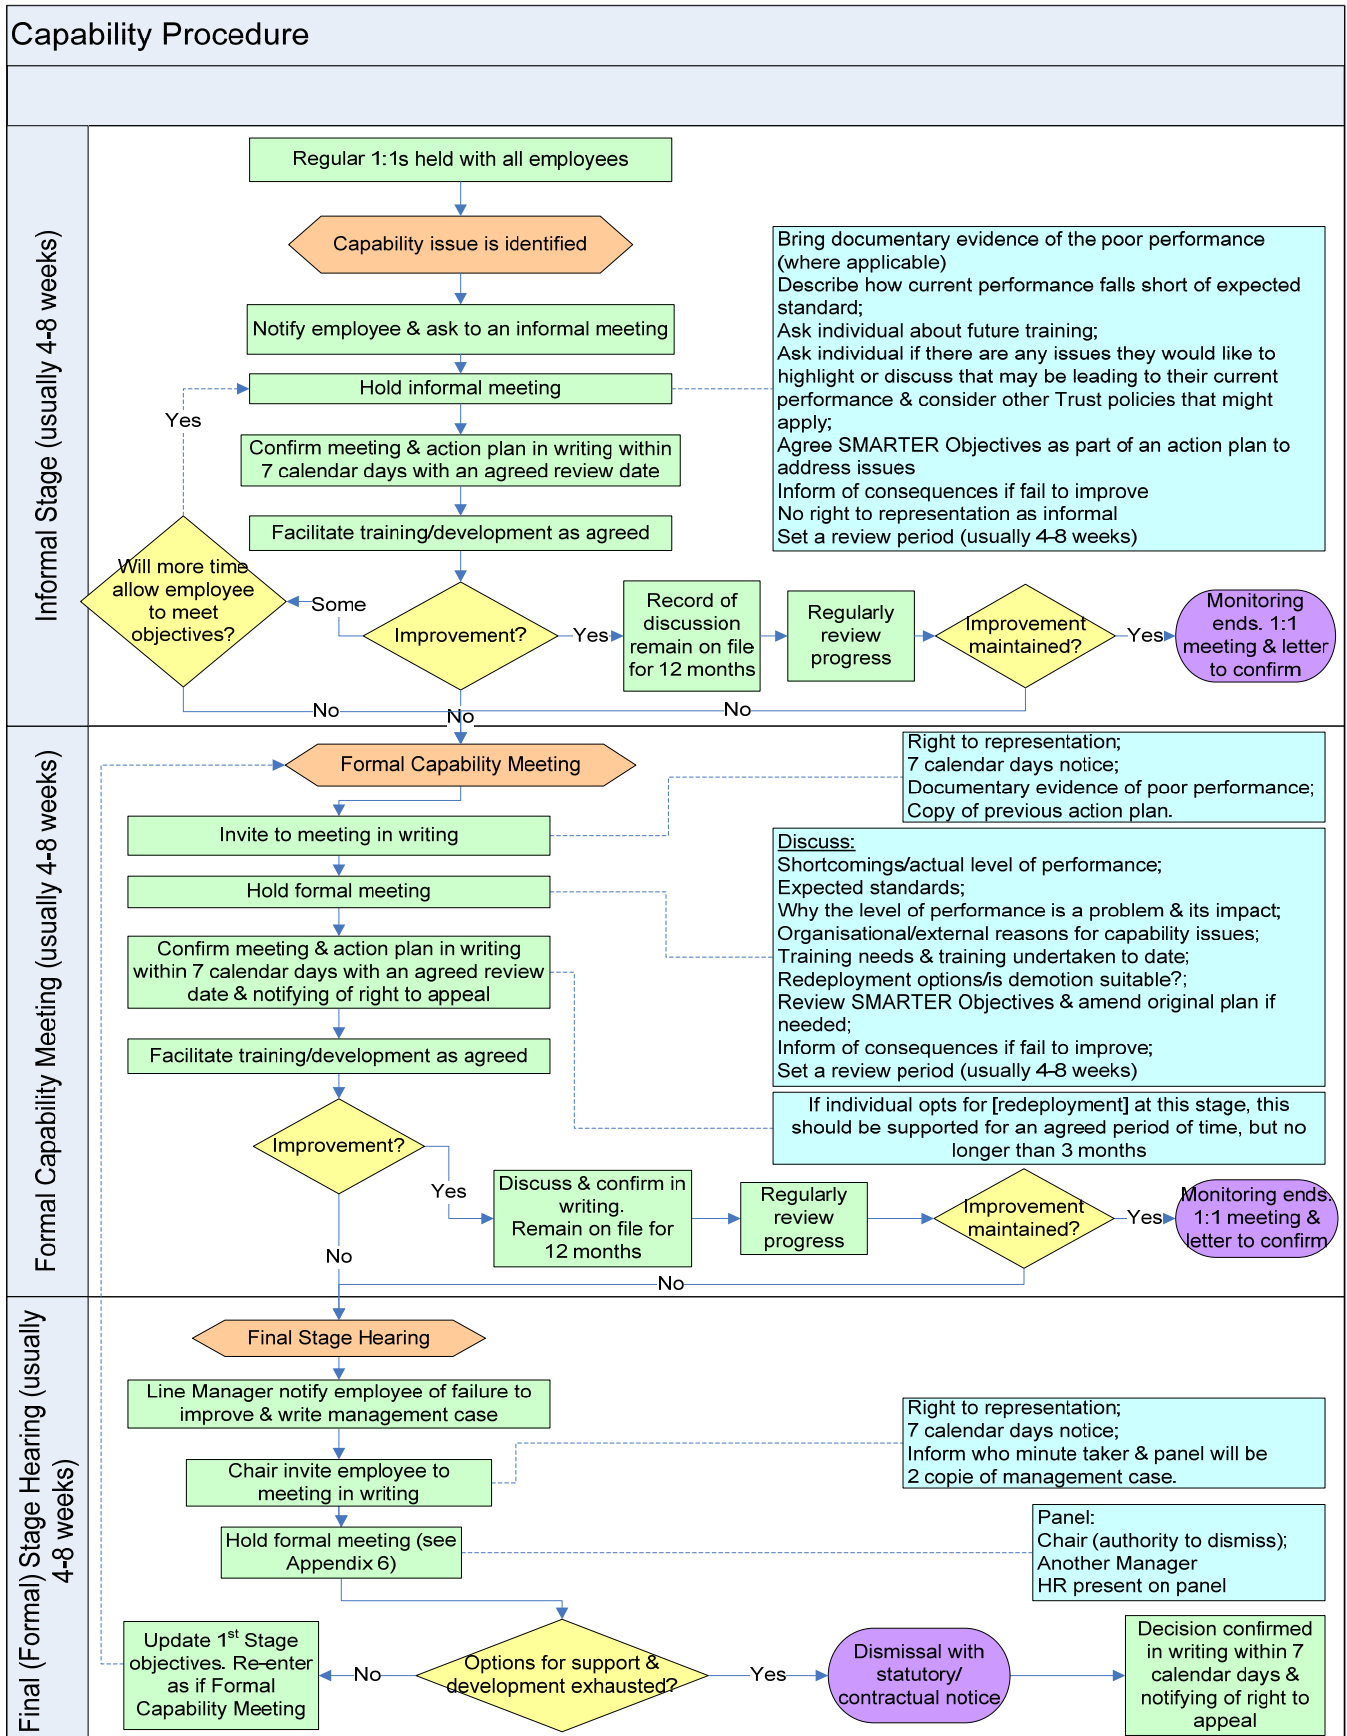 Capability Procedure
Informal Stage (usually 4-8 weeks)
Regular 1:1s held with all employees
Capability issue is identified
Notify employee & ask to an informal meeting
Hold informal meeting
Bring documentary evidence of the poor performance
(where applicable)
Describe how current performance falls short of expected
standard;
Ask individual about future training;
Ask individual if there are any issues they would like to
highlight or discuss that may be leading to their current
performance & consider other Trust policies that might
apply;
Agree SMARTER Objectives as part of an action plan to
address issues
Inform of consequences if fail to improve
No right to representation as informal
Set a review period (usually 4-8 weeks)
Yes
Confirm meeting & action plan in writing within
7 calendar days with an agreed review date
Facilitate training/development as agreed
Will more time
allow employee
to meet
objectives?
Some
Improvement?
Yes
Record of
discussion
remain on file
for 12 months
Regularly
review
progress
Improvement
maintained?
Yes
Monitoring
ends. 1:1
meeting & letter
to confirm
No
No
No
Formal Capability Meeting (usually 4-8 weeks)
Formal Capability Meeting
Right to representation;
7 calendar days notice;
Documentary evidence of poor performance;
Copy of previous action plan.
Invite to meeting in writing
Hold formal meeting
Discuss:
Shortcomings/actual level of performance;
Expected standards;
Why the level of performance is a problem & its impact;
Organisational/external reasons for capability issues;
Training needs & training undertaken to date;
Redeployment options/is demotion suitable?;
Review SMARTER Objectives & amend original plan if
needed;
Inform of consequences if fail to improve;
Set a review period (usually 4-8 weeks)
Confirm meeting & action plan in writing
within 7 calendar days with an agreed review
date & notifying of right to appeal
Facilitate training/development as agreed
If individual opts for [redeployment] at this stage, this
should be supported for an agreed period of time, but no
longer than 3 months
Improvement?
Yes
Discuss & confirm in
writing.
Remain on file for
12 months
Regularly
review
progress
Improvement
maintained?
Yes
Monitoring ends.
1:1 meeting &
letter to confirm
No
No
Final (Formal) Stage Hearing (usually
4-8 weeks)
Final Stage Hearing
Line Manager notify employee of failure to
improve & write management case
Right to representation;
7 calendar days notice;
Inform who minute taker & panel will be
2 copie of management case.
Chair invite employee to
meeting in writing
Hold formal meeting (see
Appendix 6)
Panel:
Chair (authority to dismiss);
Another Manager
HR present on panel
Update 1st Stage
objectives. Re-enter
as if Formal
Capability Meeting
No
Options for support &
development exhausted?
Yes
Dismissal with
statutory/
contractual notice
Decision confirmed
in writing within 7
calendar days &
notifying of right to
appeal